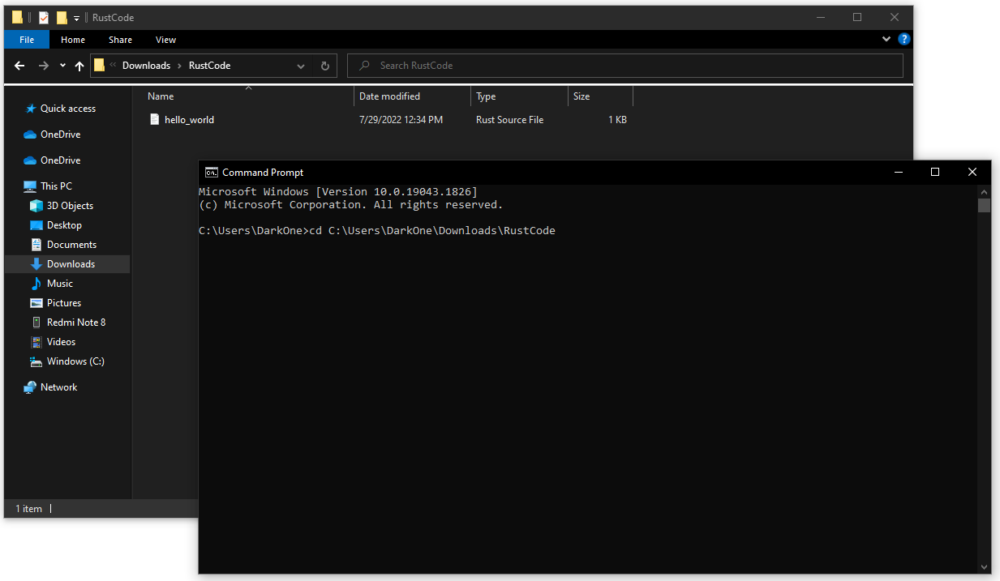 RustCode
File Home Share View
Downloads RustCode
Search RustCode
Name Date modified Type Size
hello_world 7/29/2022 12:34 PM Rust Source File 1 KB
Quick access
OneDrive
OneDrive
This PC
3D Objects
Desktop
Documents
Downloads
Music
Pictures
Redmi Note 8
Videos
Windows (C:)
Network
1 item
Command Prompt
Microsoft Windows [Version 10.0.19043.1826]
(c) Microsoft Corporation. All rights reserved.
C:\Users\DarkOne>cd C:\Users\DarkOne\Downloads\RustCode